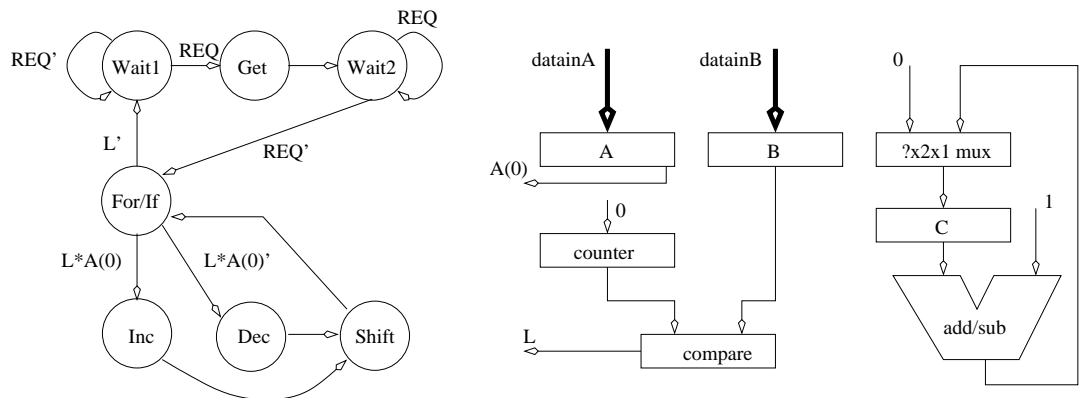 REQ
REQ'
REQ
Wait1
Get
Wait2
L'
REQ'
For/If
L*A(0)
L*A(0)'
Inc
Dec
Shift
datainA
datainB
0
A
B
?x2x1 mux
A(0)
0
1
C
counter
add/sub
L
compare